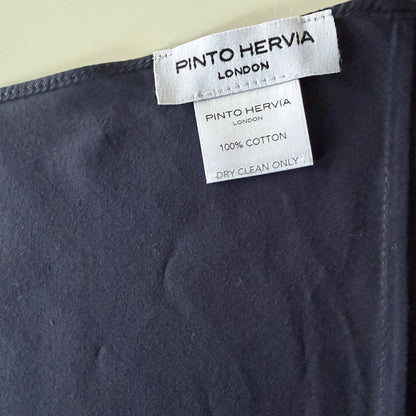 PINTO HERVIA
LONDON
PINTO HERVIA
LONDON
100% COTTON
DRY CLEAN ONLY